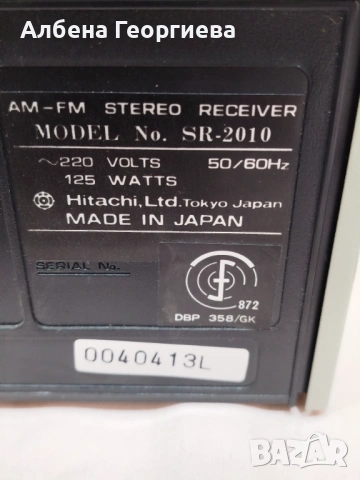 Албена Георгиева
AM-FM STEREO RECEIVER
MODEL No. SR-2010
~220 VOLTS 50/60Hz
125 WATTS
Hitachi, Ltd. Tokyo Japan
MADE IN JAPAN
SERIAL No.
872
DBP 358/GK
0040413L
BAZAR